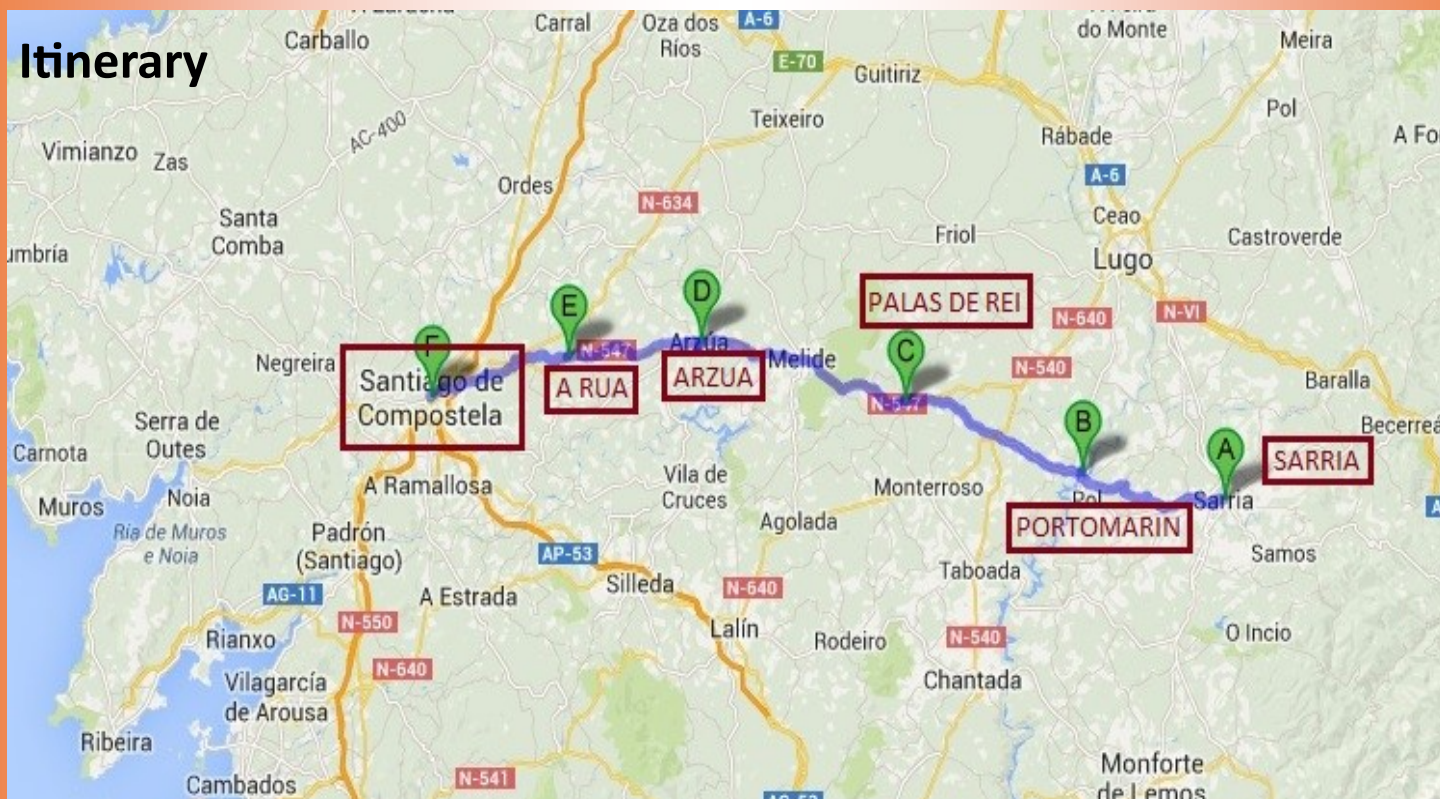 Itinerary
Carballo
Carral
Oza dos
Ríos
A-6
do Monte
Meira
E-70
Guitiriz
Teixeiro
Pol
AC-400
Rábade
Vimianzo
Zas
A-6
Ordes
N-634
Santa
Comba
Ceao
Friol
Castroverde
Lugo
umbría
E
D
PALAS DE REI
N-640
N-VI
F
C
Negreira
N-547
Arzúa
Melide
N-540
Santiago de
Compostela
A RUA
ARZUA
N-547
Baralla
Serra de
Outes
B
Becerreá
Carnota
A
SARRIA
A Ramallosa
Vila de
Cruces
Monterroso
Noia
Muros
Pol
Sarria
Ría de Muros
e Noia
Padrón
(Santiago)
Agolada
PORTOMARIN
AP-53
Samos
AG-11
A Estrada
Silleda
N-640
Taboada
N-550
Rianxo
Lalín
Rodeiro
N-540
O Incio
N-640
Vilagarcía
de Arousa
Chantada
Ribeira
Cambados
N-541
Monforte
de Lemos